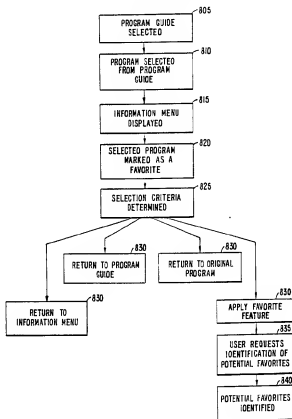 805
PROGRAM GUIDE
SELECTED
810
PROGRAM SELECTED
FROM PROGRAM
GUIDE
815
INFORMATION MENU
DISPLAYED
820
SELECTED PROGRAM
MARKED AS A
FAVORITE
825
SELECTION CRITERIA
DETERMINED
830
RETURN TO PROGRAM
GUIDE
830
RETURN TO ORIGINAL
PROGRAM
830
RETURN TO
INFORMATION MENU
830
APPLY FAVORITE
FEATURE
835
USER REQUESTS
IDENTIFICATION OF
POTENTIAL FAVORITES
840
POTENTIAL FAVORITES
IDENTIFIED